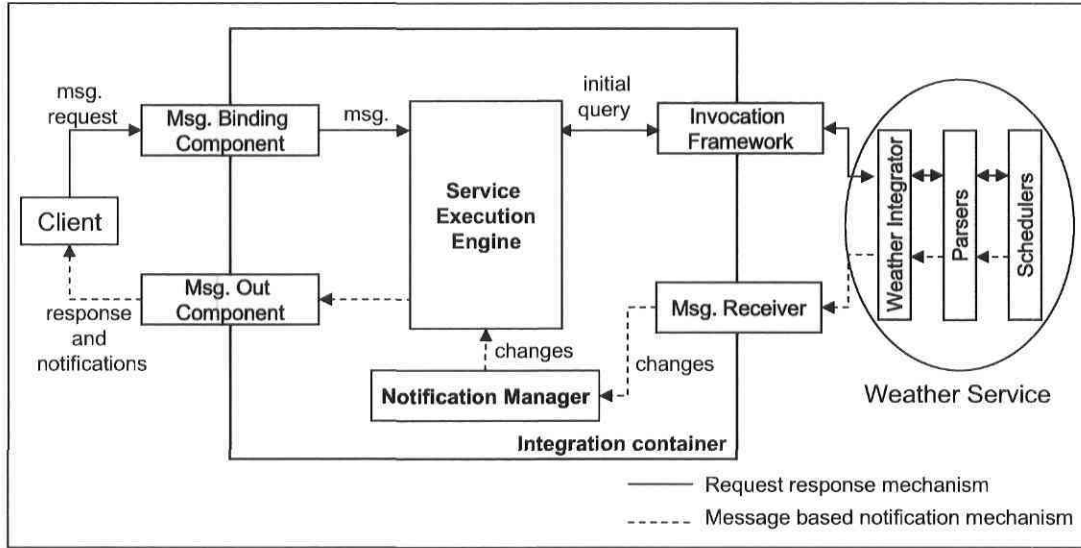 msg.
request
Msg. Binding
Component
msg.
initial
query
Invocation
Framework
Client
Service
Execution
Engine
Weather Integrator
Parsers
Schedulers
Msg. Out
Component
response
and
notifications
Msg. Receiver
changes
changes
Notification Manager
Weather Service
Integration container
Request response mechanism
Message based notification mechanism